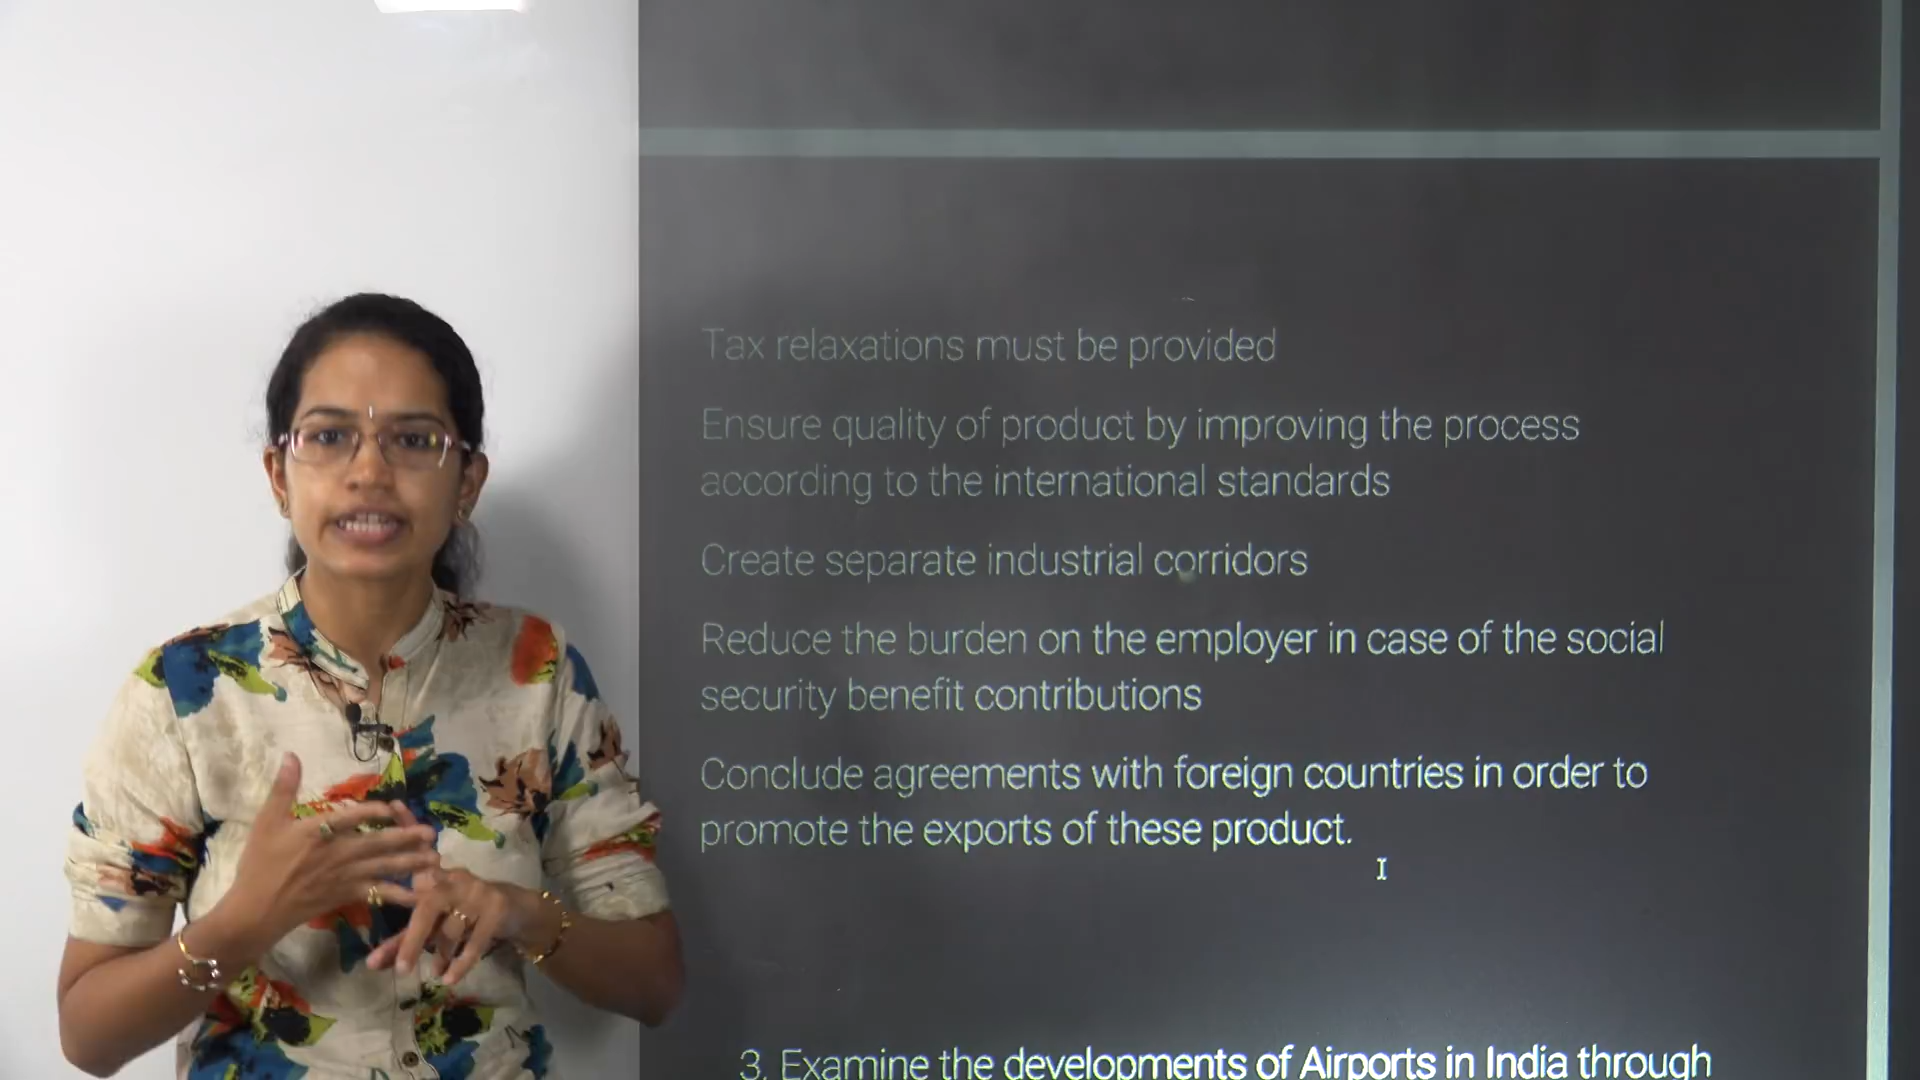 Tax relaxations must be provided
Ensure quality of product by improving the process
according to the international standards
Create separate industrial corridors
Reduce the burden on the employer in case of the social
security benefit contributions
Conclude agreements with foreign countries in order to
promote the exports of these product.
3. Examine the developments of Airports in India through